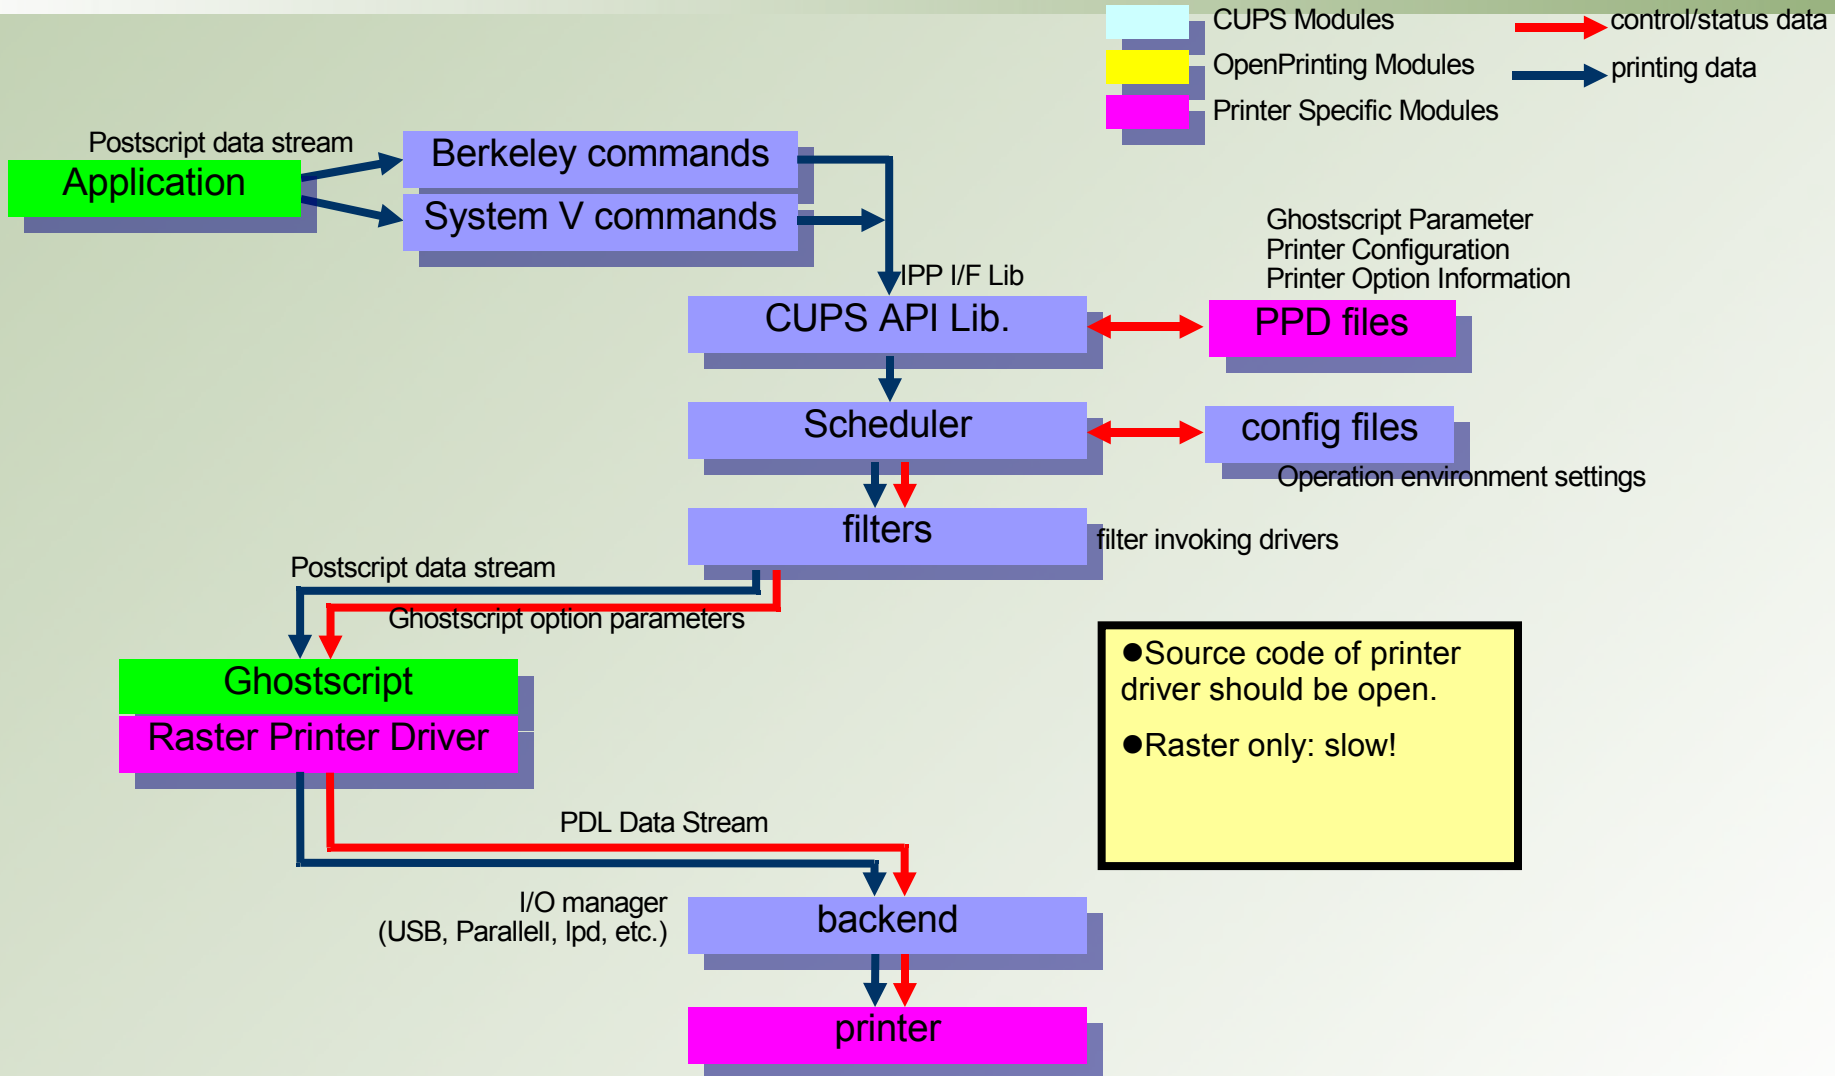 CUPS Modules
control/status data
OpenPrinting Modules
printing data
Printer Specific Modules
Postscript data stream
Application
Berkeley commands
System V commands
Ghostscript Parameter
Printer Configuration
Printer Option Information
IPP I/F Lib
CUPS API Lib.
PPD files
Scheduler
config files
Operation environment settings
filters
filter invoking drivers
Postscript data stream
Ghostscript option parameters
Ghostscript
Raster Printer Driver
●Source code of printer
driver should be open.
●Raster only: slow!
PDL Data Stream
I/O manager
(USB, Parallell, lpd, etc.)
backend
printer